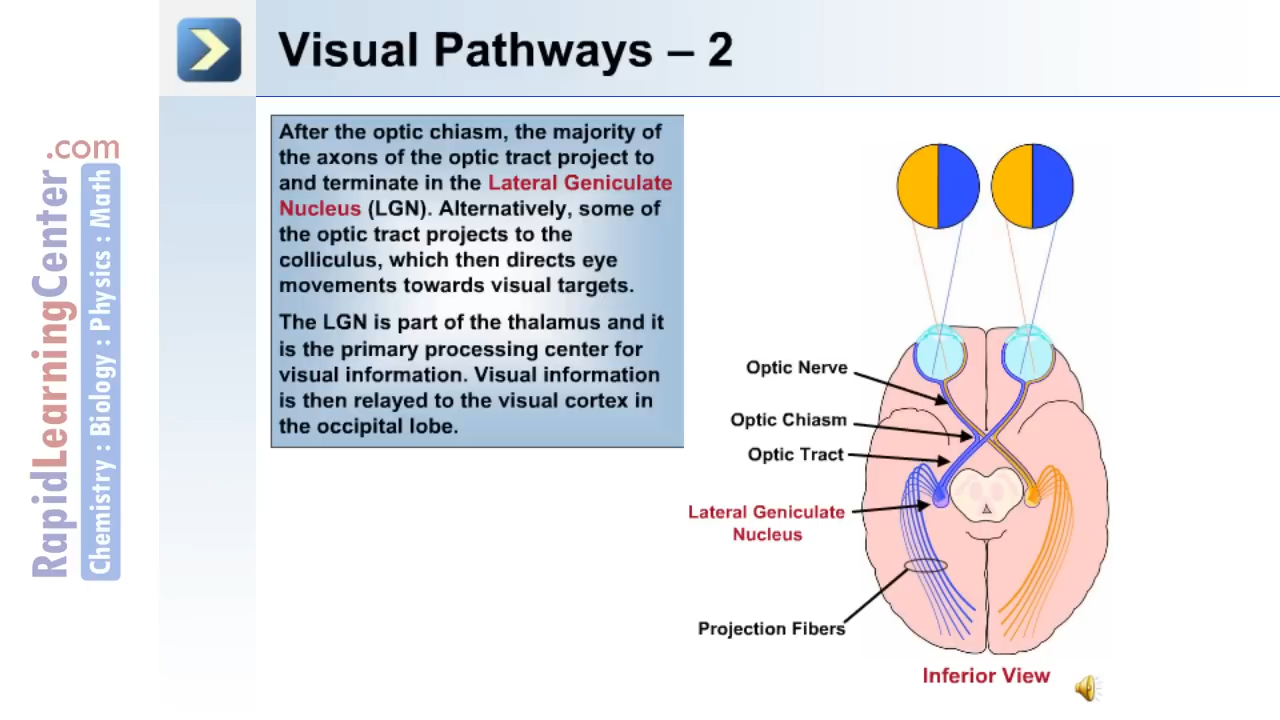 Visual Pathways – 2
After the optic chiasm, the majority of
the axons of the optic tract project to
and terminate in the Lateral Geniculate
Nucleus (LGN). Alternatively, some of
the optic tract projects to the
colliculus, which then directs eye
movements towards visual targets.
The LGN is part of the thalamus and it
is the primary processing center for
visual information. Visual information
is then relayed to the visual cortex in
the occipital lobe.
Optic Nerve
Optic Chiasm
Optic Tract
Lateral Geniculate
Nucleus
Projection Fibers
Inferior View
RapidLearningCenter.com
Chemistry : Biology : Physics : Math